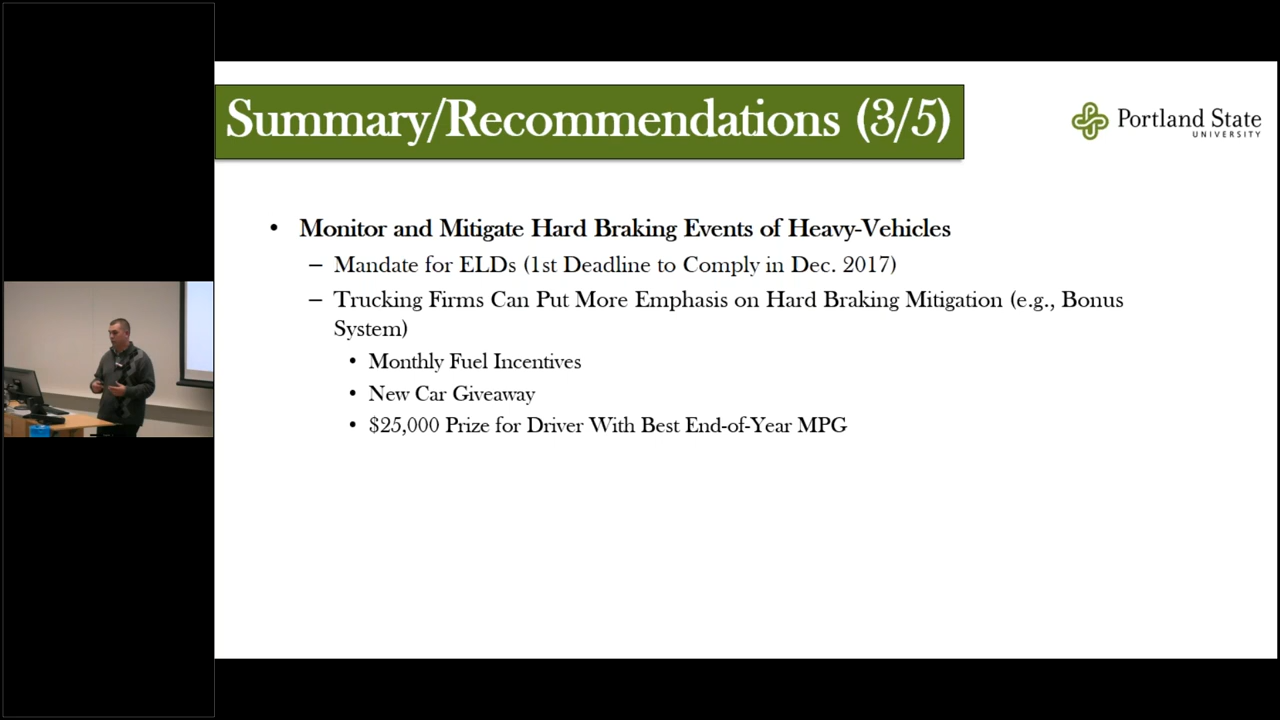 Summary/Recommendations (3/5)
Portland State
UNIVERSITY
• Monitor and Mitigate Hard Braking Events of Heavy-Vehicles
– Mandate for ELDs (1st Deadline to Comply in Dec. 2017)
– Trucking Firms Can Put More Emphasis on Hard Braking Mitigation (e.g., Bonus
System)
• Monthly Fuel Incentives
• New Car Giveaway
• $25,000 Prize for Driver With Best End-of-Year MPG